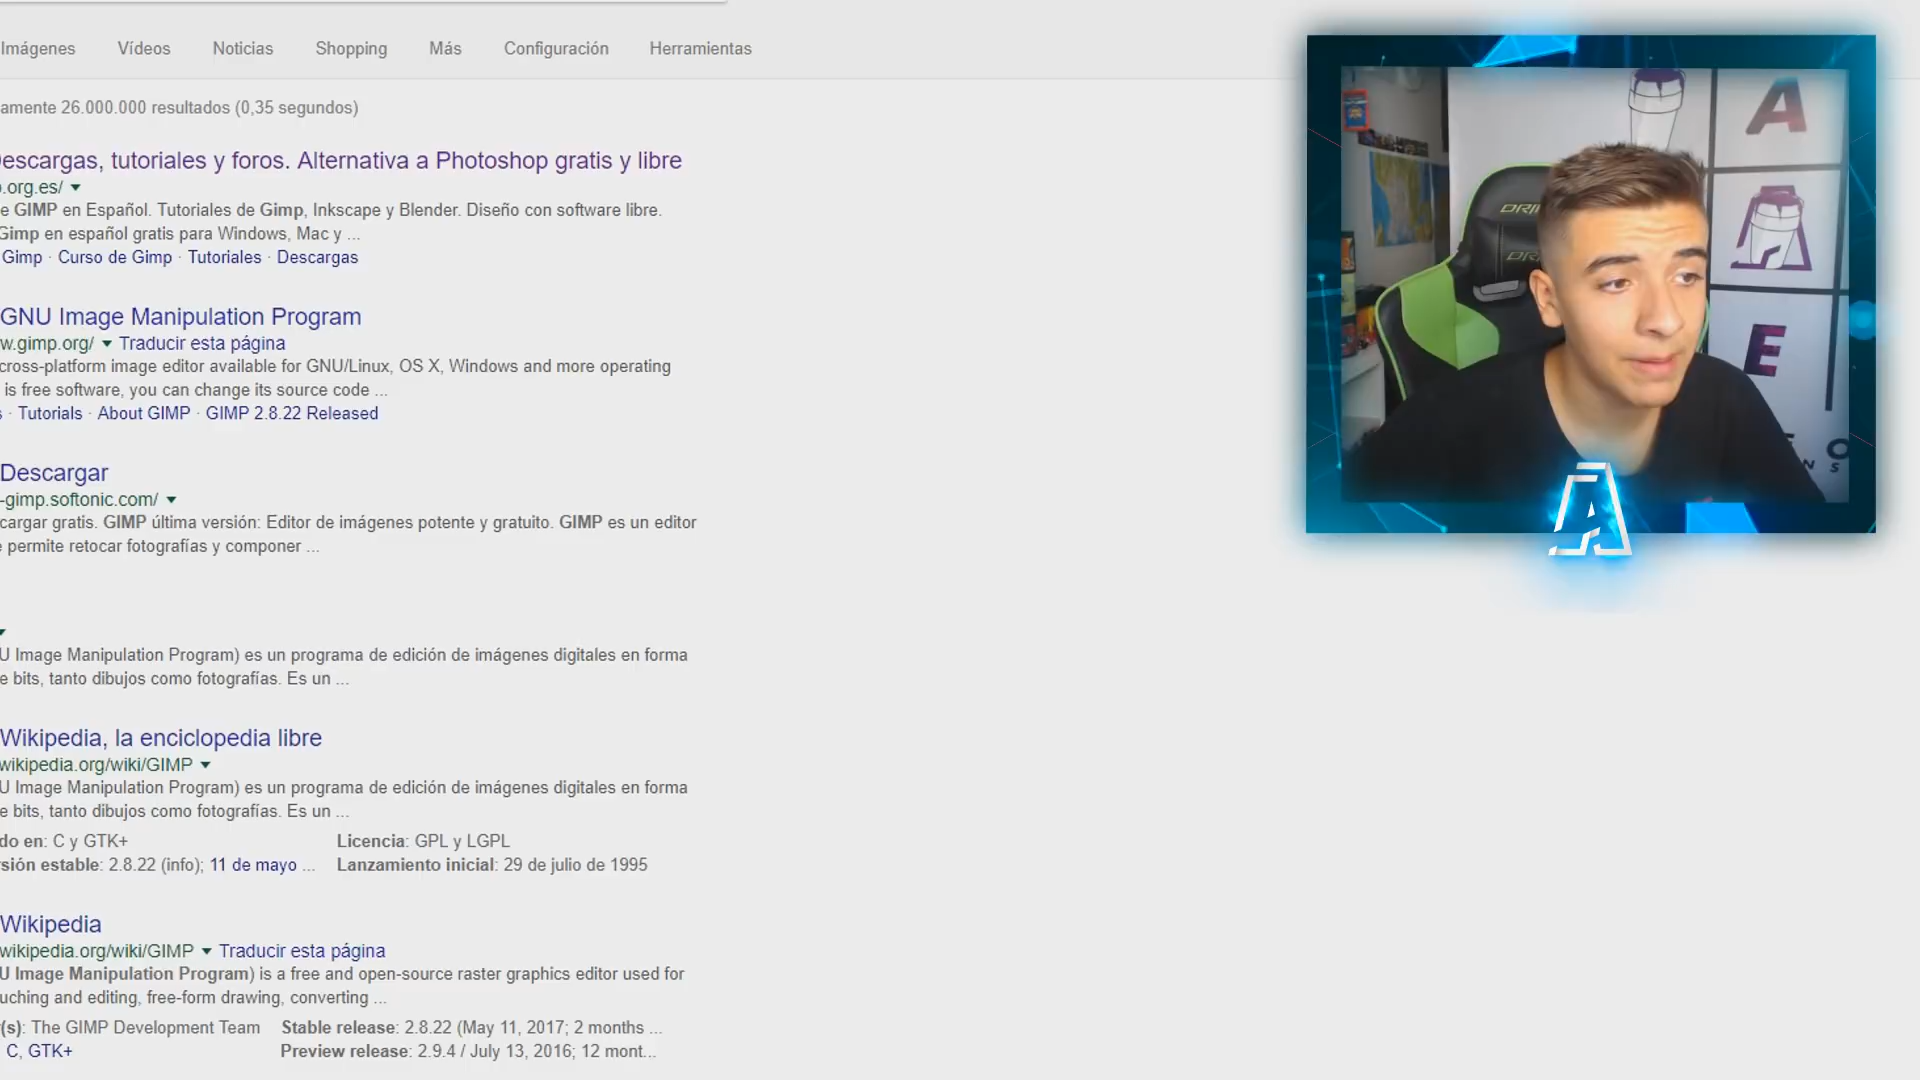 Imágenes Vídeos Noticias Shopping Más Configuración Herramientas
amente 26.000.000 resultados (0,35 segundos)
escargas, tutoriales y foros. Alternativa a Photoshop gratis y libre
.org.es/
e GIMP en Español. Tutoriales de Gimp, Inkscape y Blender. Diseño con software libre.
Gimp en español gratis para Windows, Mac y ...
Gimp · Curso de Gimp · Tutoriales · Descargas
GNU Image Manipulation Program
w.gimp.org/ Traducir esta página
cross-platform image editor available for GNU/Linux, OS X, Windows and more operating
is free software, you can change its source code ...
s · Tutorials · About GIMP · GIMP 2.8.22 Released
Descargar
-gimp.softonic.com/
cargar gratis. GIMP última versión: Editor de imágenes potente y gratuito. GIMP es un editor
e permite retocar fotografías y componer ...
U Image Manipulation Program) es un programa de edición de imágenes digitales en forma
e bits, tanto dibujos como fotografías. Es un ...
Wikipedia, la enciclopedia libre
wikipedia.org/wiki/GIMP
U Image Manipulation Program) es un programa de edición de imágenes digitales en forma
e bits, tanto dibujos como fotografías. Es un ...
do en: C y GTK+ Licencia: GPL y LGPL
sión estable: 2.8.22 (info); 11 de mayo ... Lanzamiento inicial: 29 de julio de 1995
Wikipedia
wikipedia.org/wiki/GIMP Traducir esta página
U Image Manipulation Program) is a free and open-source raster graphics editor used for
uching and editing, free-form drawing, converting ...
(s): The GIMP Development Team Stable release: 2.8.22 (May 11, 2017; 2 months ...
C, GTK+ Preview release: 2.9.4 / July 13, 2016; 12 mont...
A
E
A